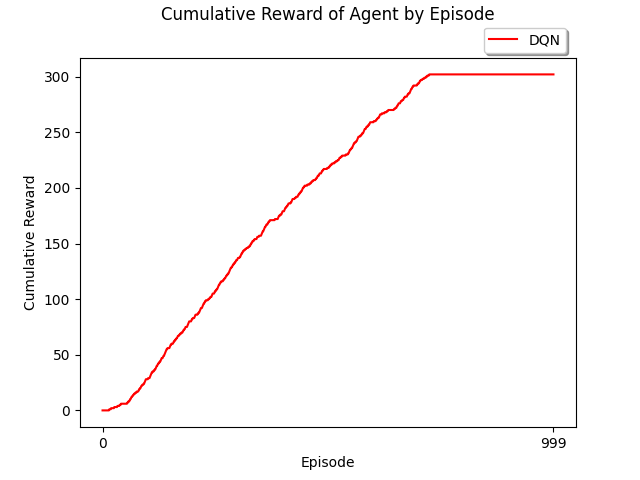 Cumulative Reward of Agent by Episode
DQN
300
250
200
150
100
50
0
Cumulative Reward
0
999
Episode